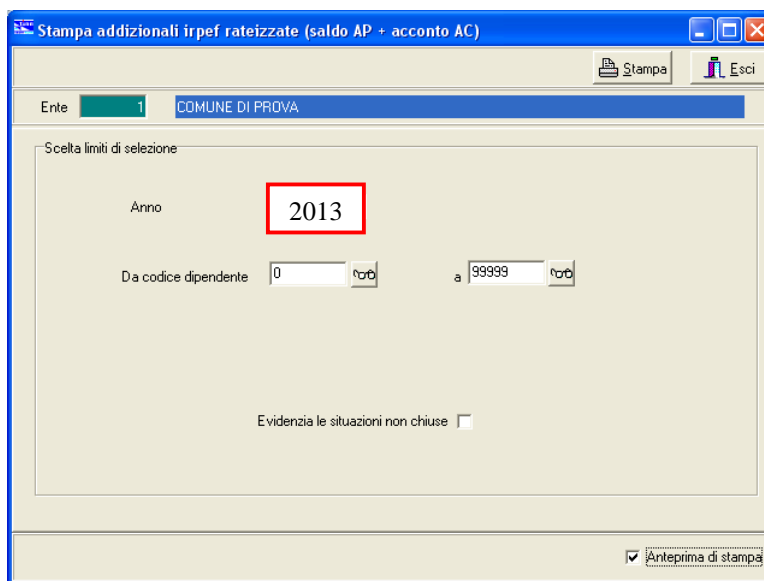 Stampa addizionali irpef rateizzate (saldo AP + acconto AC)
Stampa Esci
Ente 1 COMUNE DI PROVA
Scelta limiti di selezione
Anno 2013
Da codice dipendente 0 a 99999
Evidenzia le situazioni non chiuse
Anteprima di stampa